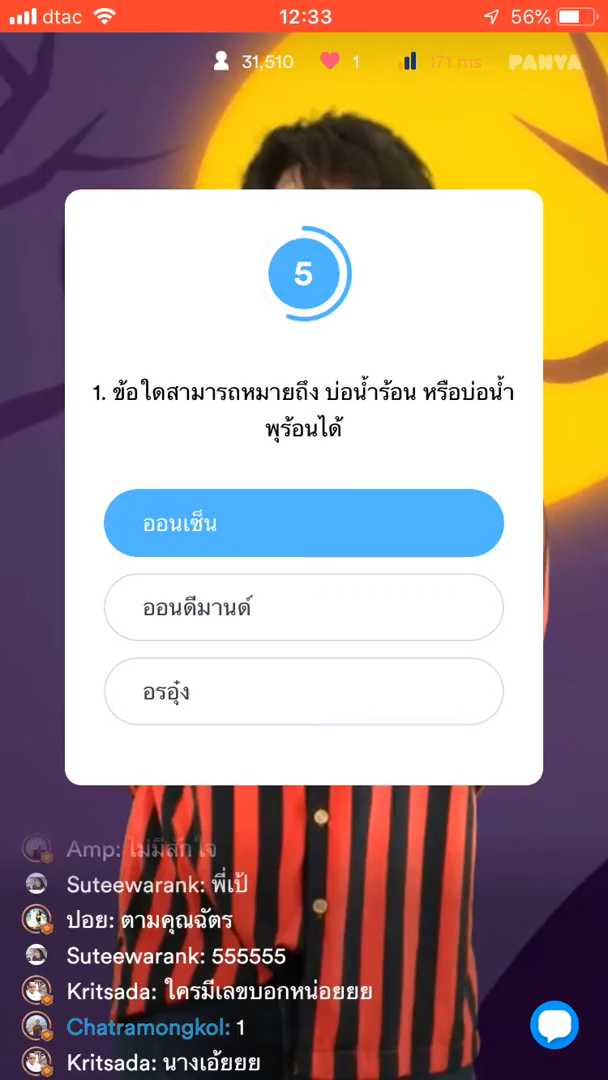 dtac 12:33 56%
31,510 1 171 ms PANYA
5
1. ข้อใดสามารถหมายถึง บ่อน้ำร้อน หรือบ่อน้ำ
พุร้อนได้
ออนเซ็น
ออนดีมานด์
อรอุ๋ง
Amp: ไม่มีสัก ใจ
Suteewarank: พี่เป้
ปอย: ตามคุณฉัตร
Suteewarank: 555555
Kritsada: ใครมีเลขบอกหน่อยยย
Chatramongkol: 1
Kritsada: นางเอ้ยยย